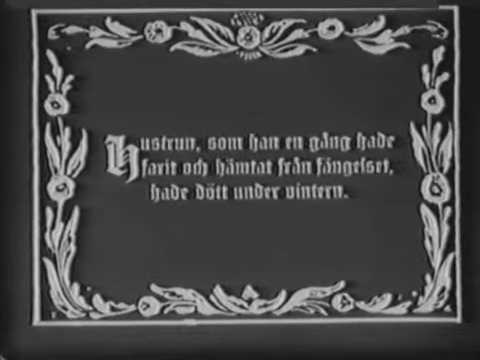 Hustrun, som han en gång hade
farit och hämtat från fängelset,
hade dött under vintern.